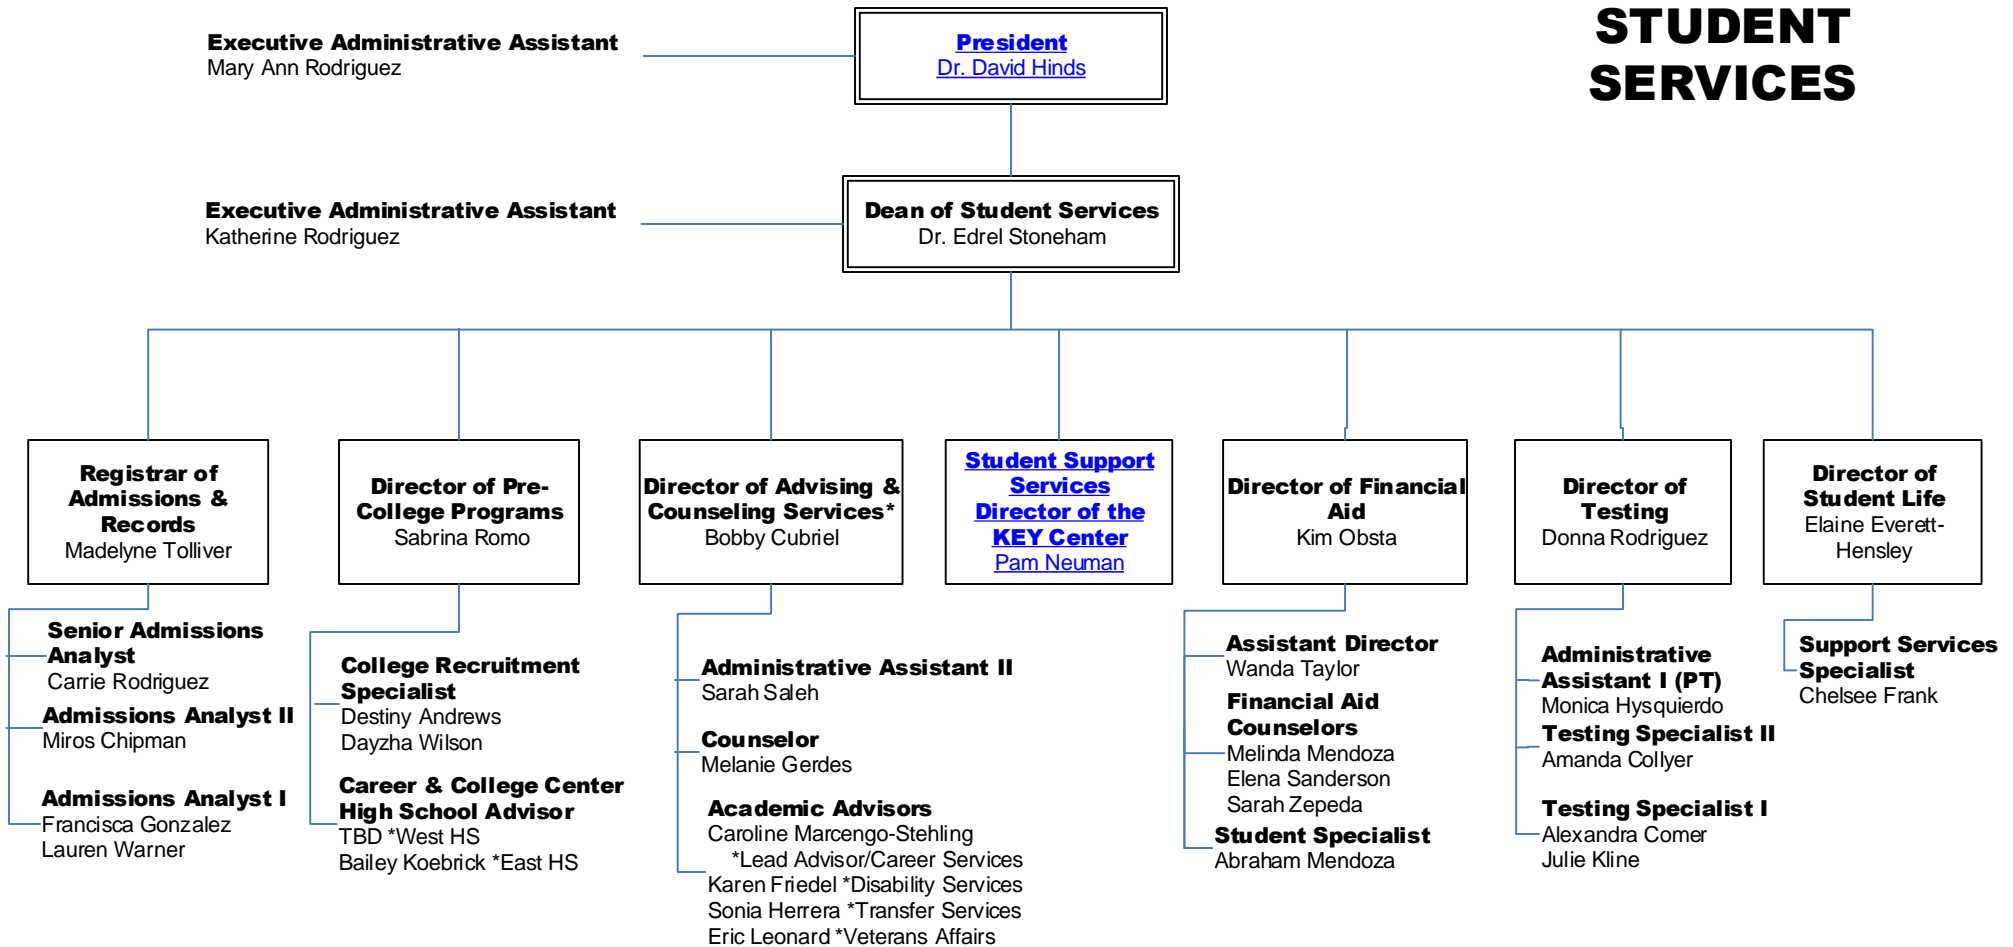 STUDENT
SERVICES
Executive Administrative Assistant
Mary Ann Rodriguez
President
Dr. David Hinds
Executive Administrative Assistant
Katherine Rodriguez
Dean of Student Services
Dr. Edrel Stoneham
Registrar of
Admissions &
Records
Madelyne Tolliver
Senior Admissions
Analyst
Carrie Rodriguez
Admissions Analyst II
Miros Chipman
Admissions Analyst I
Francisca Gonzalez
Lauren Warner
Director of Pre-
College Programs
Sabrina Romo
College Recruitment
Specialist
Destiny Andrews
Dayzha Wilson
Career & College Center
High School Advisor
TBD *West HS
Bailey Koebrick *East HS
Director of Advising &
Counseling Services*
Bobby Cubriel
Administrative Assistant II
Sarah Saleh
Counselor
Melanie Gerdes
Academic Advisors
Caroline Marcengo-Stehling
*Lead Advisor/Career Services
Karen Friedel *Disability Services
Sonia Herrera *Transfer Services
Eric Leonard *Veterans Affairs
Student Support
Services
Director of the
KEY Center
Pam Neuman
Director of Financial
Aid
Kim Obsta
Assistant Director
Wanda Taylor
Financial Aid
Counselors
Melinda Mendoza
Elena Sanderson
Sarah Zepeda
Student Specialist
Abraham Mendoza
Director of
Testing
Donna Rodriguez
Administrative
Assistant I (PT)
Monica Hysquierdo
Testing Specialist II
Amanda Collyer
Testing Specialist I
Alexandra Comer
Julie Kline
Director of
Student Life
Elaine Everett-
Hensley
Support Services
Specialist
Chelsee Frank